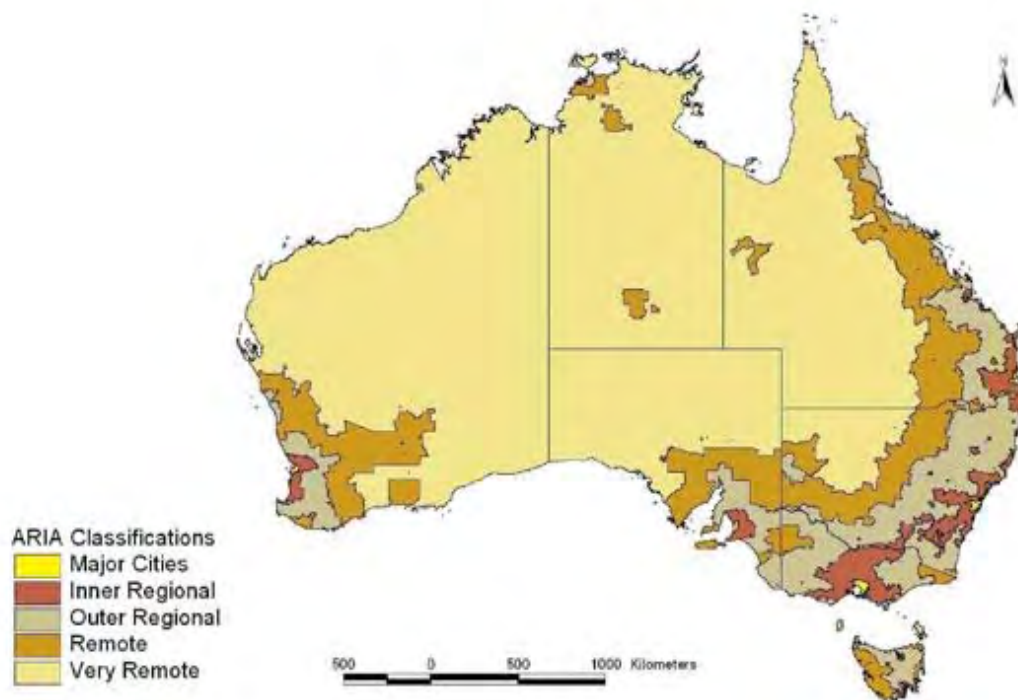 N
ARIA Classifications
Major Cities
Inner Regional
Outer Regional
Remote
Very Remote
500 0 500 1000 Kilometers